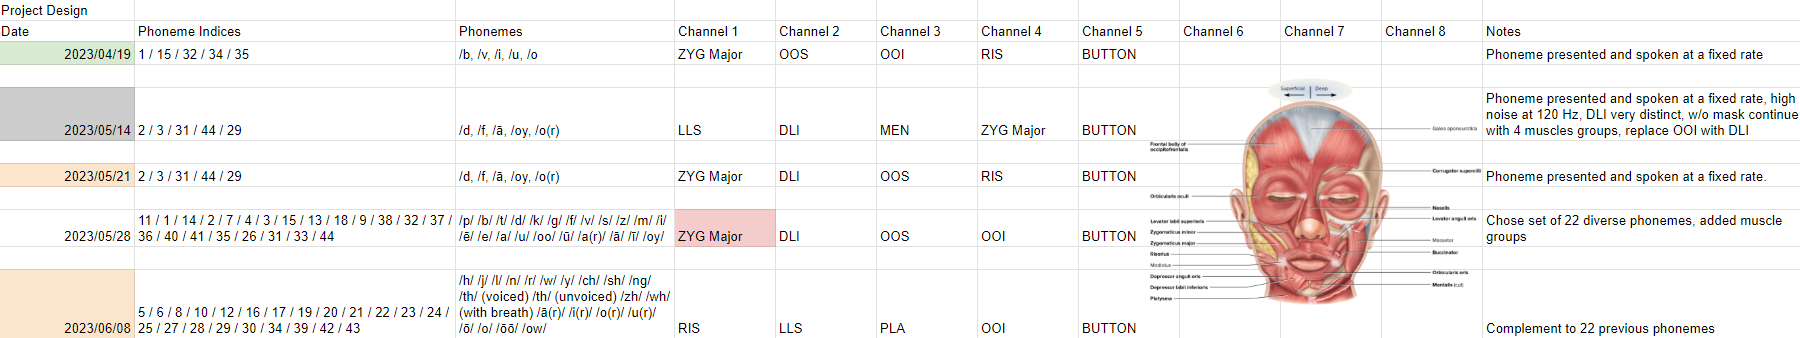 Project Design
Date Phoneme Indices Phonemes Channel 1 Channel 2 Channel 3 Channel 4 Channel 5 Channel 6 Channel 7 Channel 8 Notes
2023/04/19 1 / 15 / 32 / 34 / 35 /b, /v, /i, /u, /o ZYG Major OOS OOI RIS BUTTON Phoneme presented and spoken at a fixed rate
2023/05/14 2 / 3 / 31 / 44 / 29 /d, /f, /ā, /oy, /o(r) LLS DLI MEN ZYG Major BUTTON
Phoneme presented and spoken at a fixed rate, high
noise at 120 Hz, DLI very distinct, w/o mask continue
with 4 muscles groups, replace OOI with DLI
2023/05/21 2 / 3 / 31 / 44 / 29 /d, /f, /ā, /oy, /o(r) ZYG Major DLI OOS RIS BUTTON Phoneme presented and spoken at a fixed rate.
2023/05/28
11 / 1 / 14 / 2 / 7 / 4 / 3 / 15 / 13 / 18 / 9 / 38 / 32 / 37 /
36 / 40 / 41 / 35 / 26 / 31 / 33 / 44
/p/ /b/ /t/ /d/ /k/ /g/ /f/ /v/ /s/ /z/ /m/ /i/
/ē/ /e/ /a/ /u/ /oo/ /ū/ /a(r)/ /ā/ /ī/ /oy/
ZYG Major DLI OOS OOI BUTTON
Chose set of 22 diverse phonemes, added muscle
groups
2023/06/08
5 / 6 / 8 / 10 / 12 / 16 / 17 / 19 / 20 / 21 / 22 / 23 / 24 /
25 / 27 / 28 / 29 / 30 / 34 / 39 / 42 / 43
/h/ /j/ /l/ /n/ /r/ /w/ /y/ /ch/ /sh/ /ng/
/th/ (voiced) /th/ (unvoiced) /zh/ /wh/
(with breath) /ā(r)/ /i(r)/ /o(r)/ /u(r)/
/ō/ /o/ /ōō/ /ow/
RIS LLS PLA OOI BUTTON Complement to 22 previous phonemes
Superficial Deep
Galea aponeurotica
Frontal belly of
occipitofrontalis
Corrugator supercilii
Orbicularis oculi
Nasalis
Levator labii superioris
Levator anguli oris
Zygomaticus minor
Zygomaticus major
Masseter
Risorius
Buccinator
Modiolus
Depressor anguli oris
Orbicularis oris
Depressor labii inferioris
Mentalis (cut)
Platysma